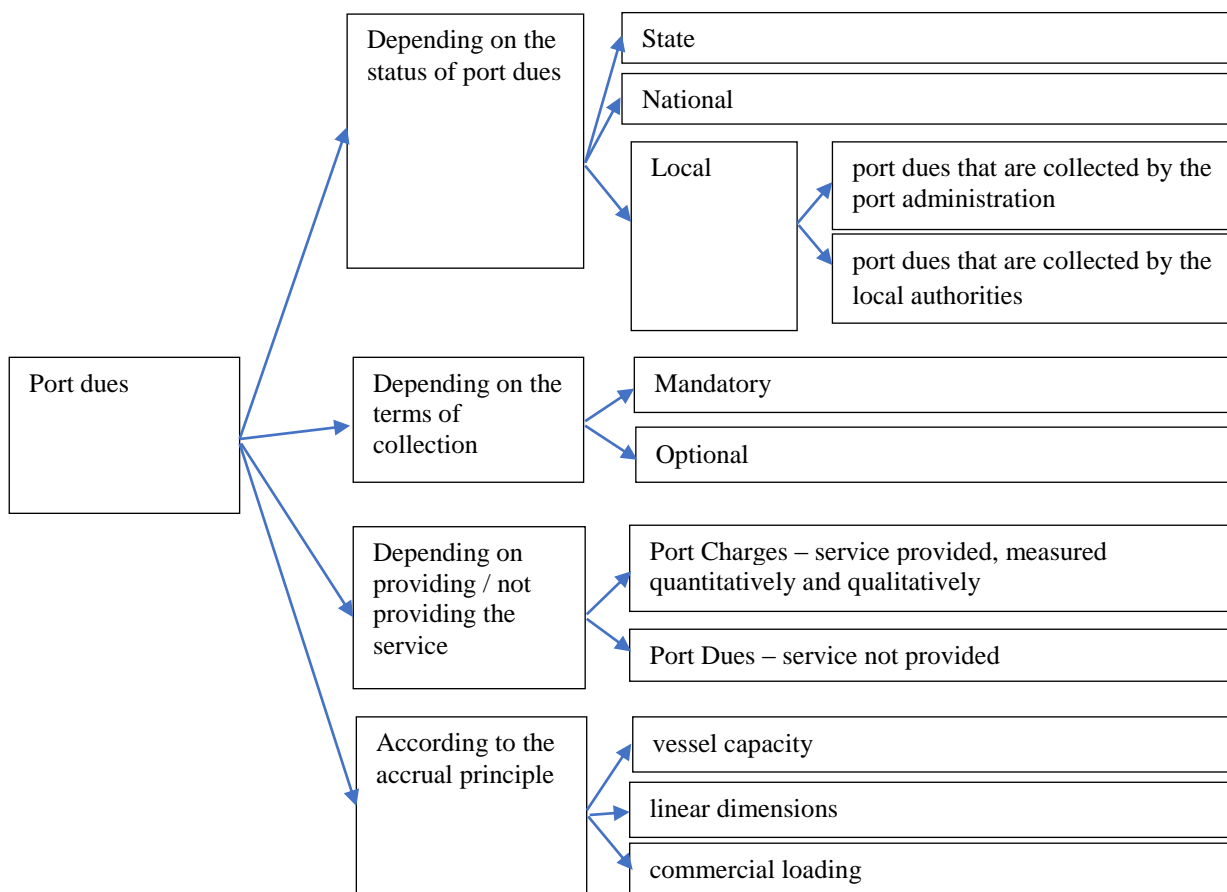 Port dues
Depending on the
status of port dues
State
National
Local
port dues that are collected by the
port administration
port dues that are collected by the
local authorities
Depending on the
terms of
collection
Mandatory
Optional
Depending on
providing / not
providing the
service
Port Charges – service provided, measured
quantitatively and qualitatively
Port Dues – service not provided
According to the
accrual principle
vessel capacity
linear dimensions
commercial loading